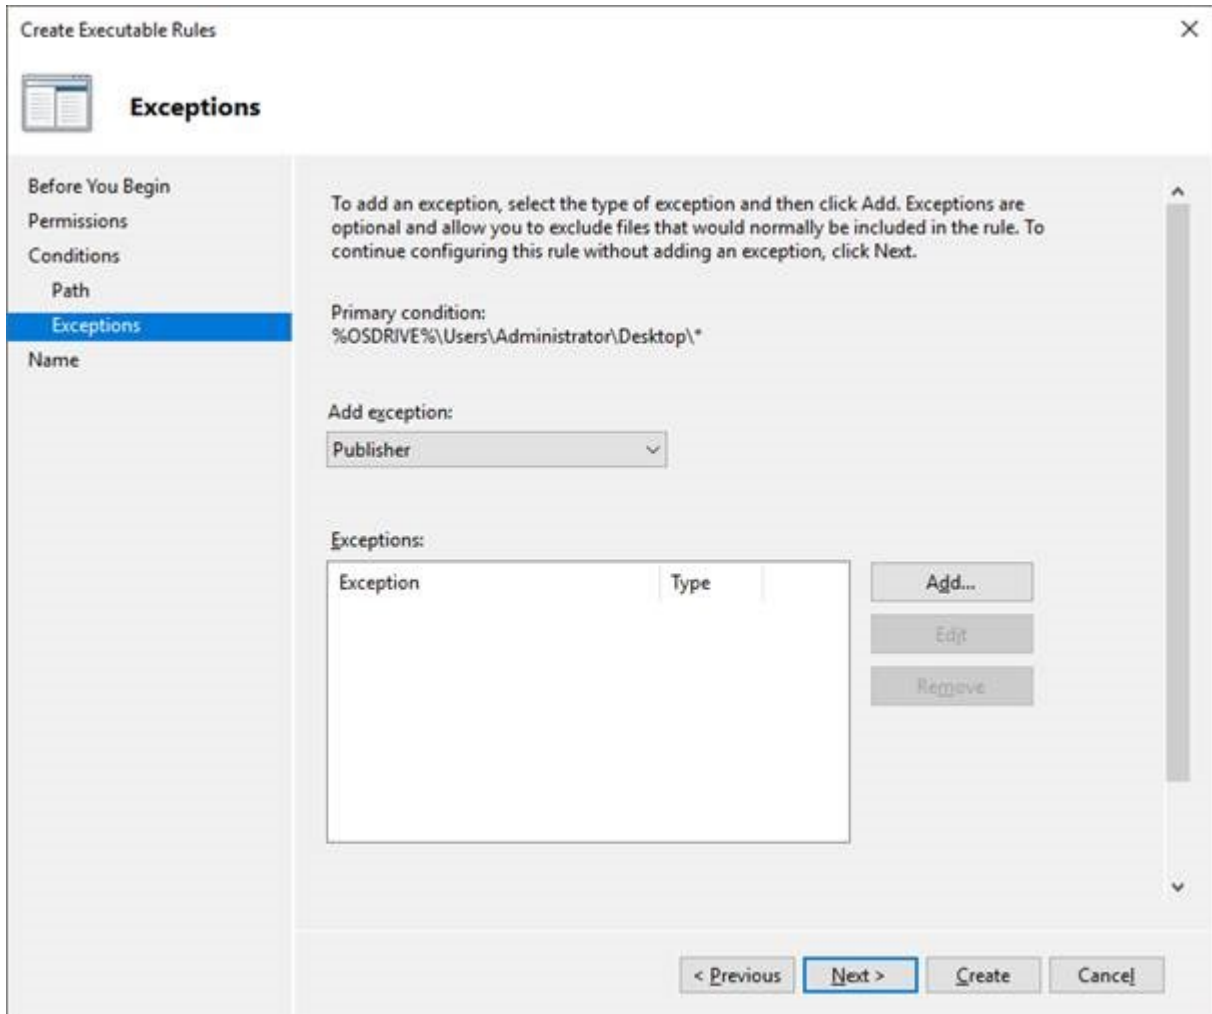 Create Executable Rules
Exceptions
Before You Begin
Permissions
Conditions
Path
Exceptions
Name
To add an exception, select the type of exception and then click Add. Exceptions are
optional and allow you to exclude files that would normally be included in the rule. To
continue configuring this rule without adding an exception, click Next.
Primary condition:
%OSDRIVE%\Users\Administrator\Desktop\*
Add exception:
Publisher
Exceptions:
Exception Type
Add...
Edit
Remove
< Previous Next > Create Cancel